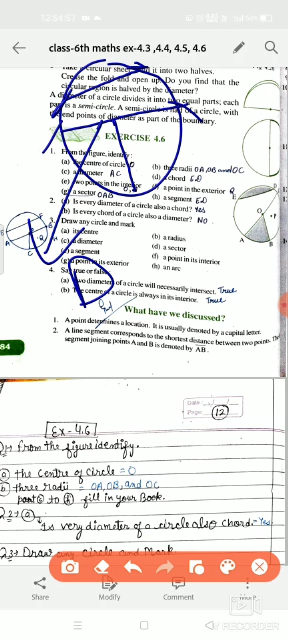 12:54:07
class-6th maths ex-4.3 ,4.4, 4.5, 4.6
circular sheet it into two halves.
Crease the fold and open up. Do you find that the
circular region is halved by the diameter?
A diameter of a circle divides it into two equal parts; each
part is a semi-circle. A semi-circle is of a circle, with
the end points of diameter as part of the boundary.
EXERCISE 4.6
1. From the figure, identify :
(a) the centre of circle O (b) three radii OA, OB and OC
(c) a diameter AC (d) a chord ED
(e) two points in the interior (f) a point in the exterior Q
(g) a sector OAB (h) a segment ED
2. (a) Is every diameter of a circle also a chord? Yes
(b) Is every chord of a circle also a diameter? NO
3. Draw any circle and mark
(a) its centre (b) a radius
(c) a diameter (d) a sector
(e) a segment (f) a point in its interior
(g) a point in its exterior (h) an arc
4. Say true or false :
(a) Two diameters of a circle will necessarily intersect. True
(b) The centre of a circle is always in its interior. True
What have we discussed?
1. A point determines a location. It is usually denoted by a capital letter.
2. A line segment corresponds to the shortest distance between two points. The
segment joining points A and B is denoted by AB .
84
Date
Page 12
Ex - 4.6
From the figure identify.
(a) The Centre of Circle = O
(b) three radii = OA, OB, and OC
part (c) to (h) fill in your Book.
Q2→ (a)
Is very diameter of a circle also chord = Yes
Q3→ Draw any circle and Mark
Share
Modify
Comment